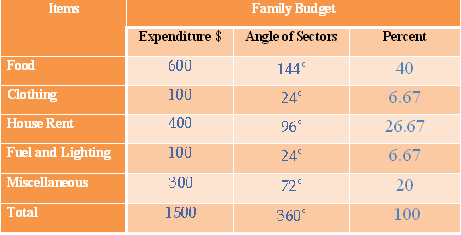 Items Family Budget
Expenditure $ Angle of Sectors Percent
Food 600 144° 40
Clothing 100 24° 6.67
House Rent 400 96° 26.67
Fuel and Lighting 100 24° 6.67
Miscellaneous 300 72° 20
Total 1500 360° 100